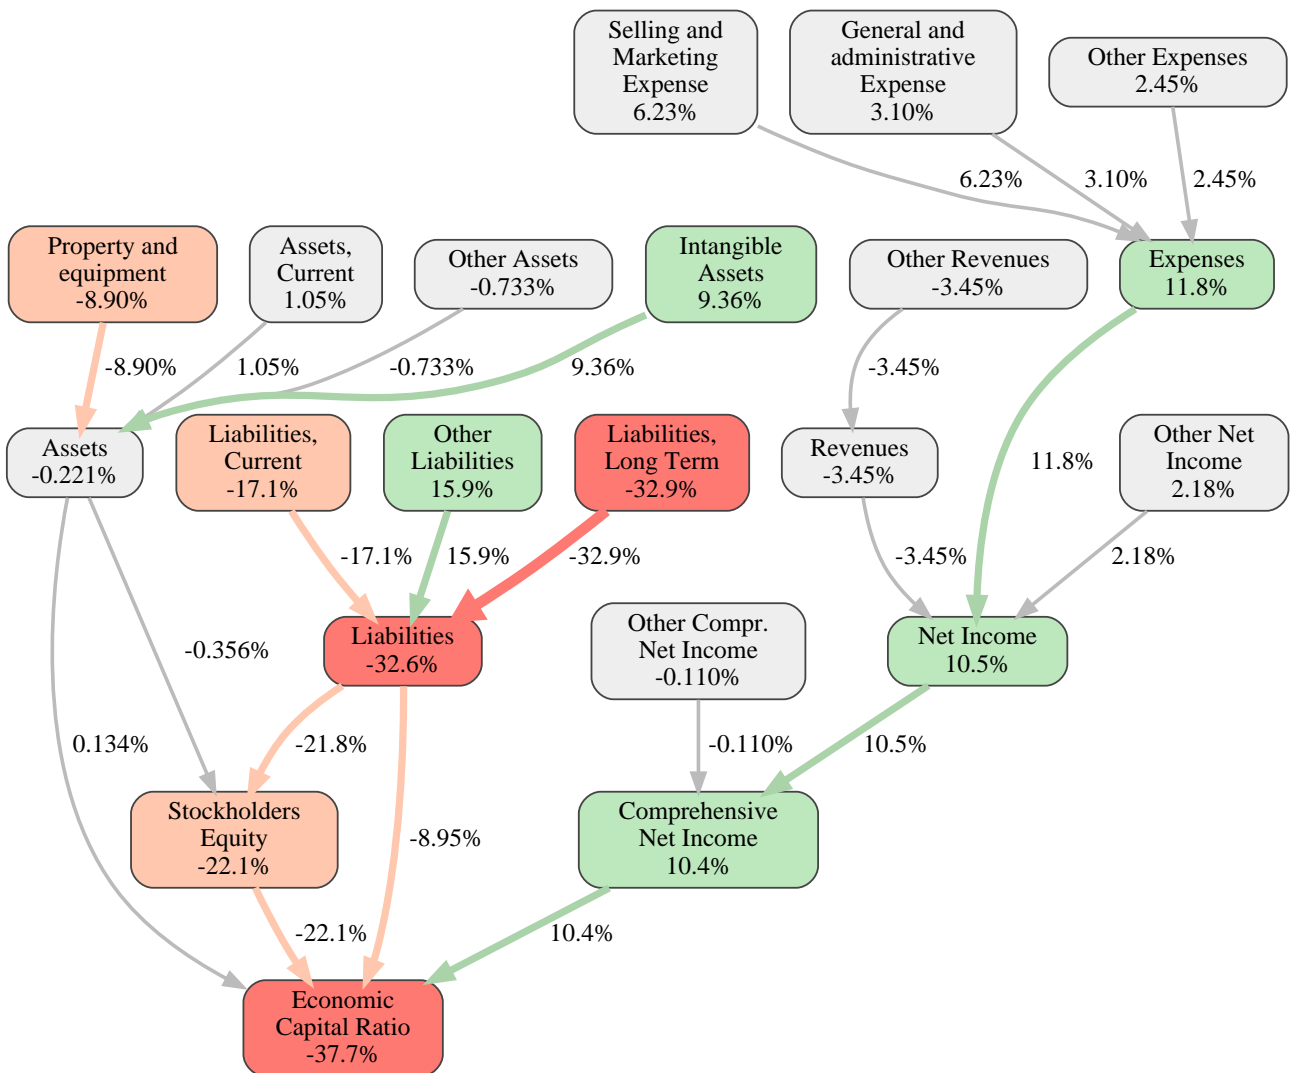 Selling and
Marketing
Expense
6.23%
General and
administrative
Expense
3.10%
Other Expenses
2.45%
6.23%
3.10%
2.45%
Property and
equipment
-8.90%
Assets,
Current
1.05%
Other Assets
-0.733%
Intangible
Assets
9.36%
Other Revenues
-3.45%
Expenses
11.8%
-8.90%
1.05%
-0.733%
9.36%
-3.45%
Assets
-0.221%
Liabilities,
Current
-17.1%
Other
Liabilities
15.9%
Liabilities,
Long Term
-32.9%
Revenues
-3.45%
11.8%
Other Net
Income
2.18%
-17.1%
15.9%
-32.9%
-3.45%
2.18%
-0.356%
Liabilities
-32.6%
Other Compr.
Net Income
-0.110%
Net Income
10.5%
0.134%
-21.8%
-0.110%
10.5%
Stockholders
Equity
-22.1%
-8.95%
Comprehensive
Net Income
10.4%
-22.1%
10.4%
Economic
Capital Ratio
-37.7%